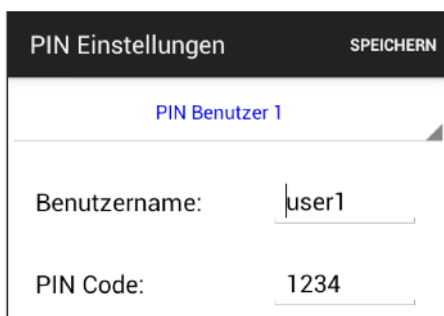 PIN Einstellungen SPEICHERN
PIN Benutzer 1
Benutzername: user1
PIN Code: 1234